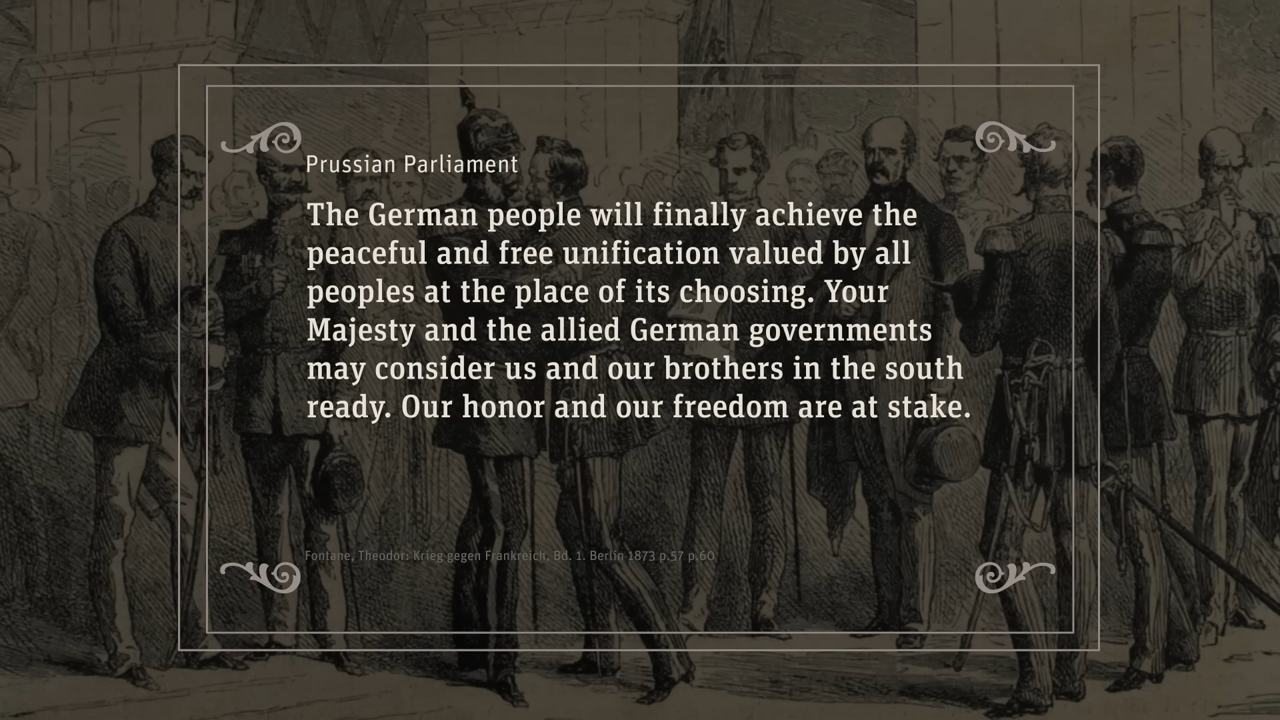 Prussian Parliament
The German people will finally achieve the
peaceful and free unification valued by all
peoples at the place of its choosing. Your
Majesty and the allied German governments
may consider us and our brothers in the south
ready. Our honor and our freedom are at stake.
Fontane, Theodor: Krieg gegen Frankreich. Bd. 1. Berlin 1873 p.57 p.60